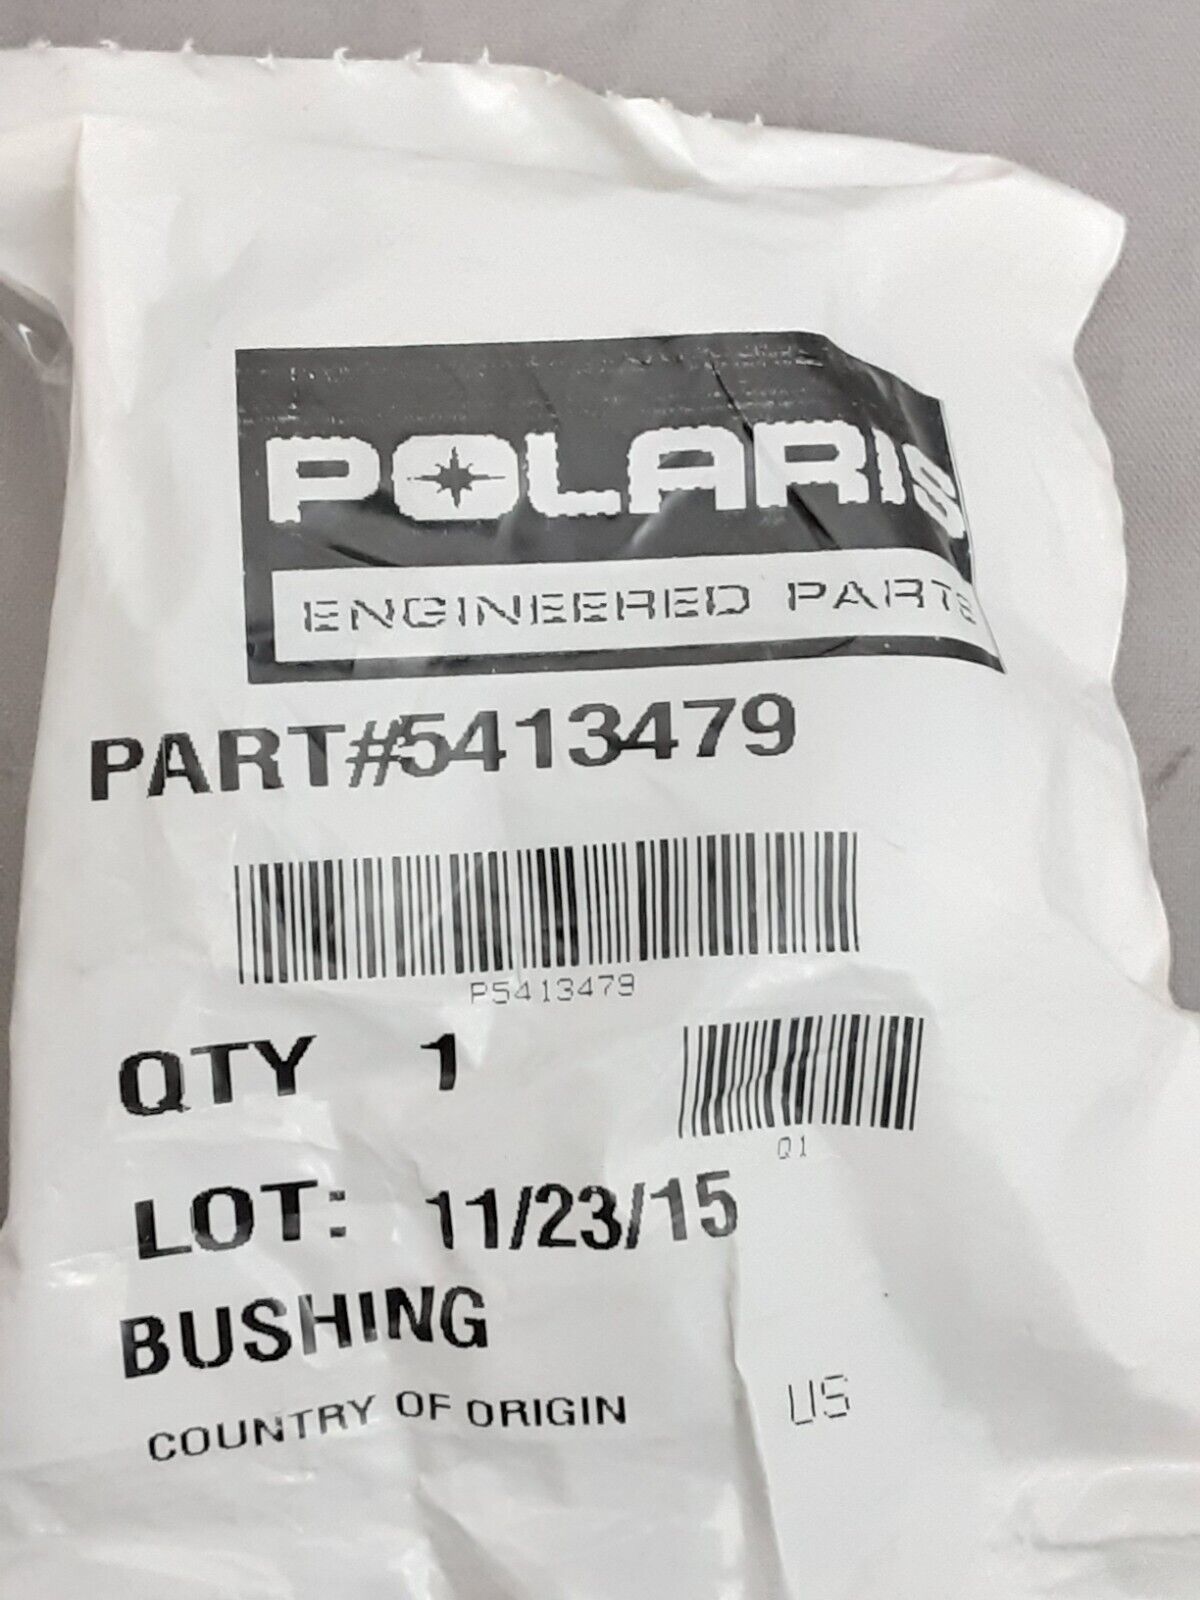 POLARIS
ENGINEERED PARTS
PART#5413479
P5413479
QTY 1
Q1
LOT: 11/23/15
BUSHING
COUNTRY OF ORIGIN US